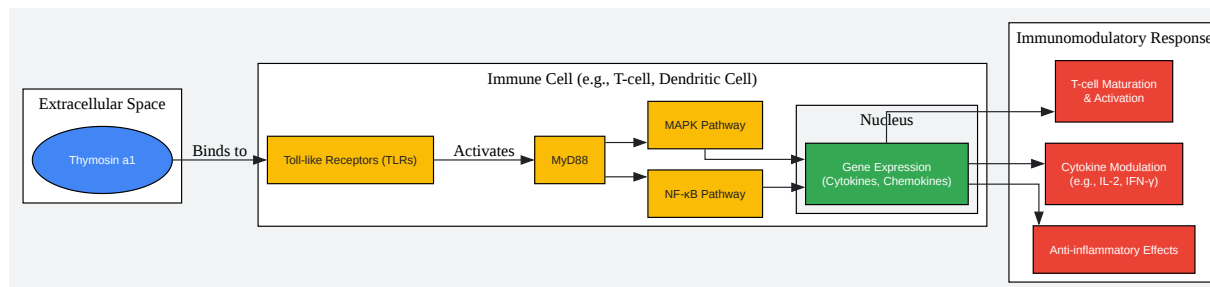 Extracellular Space
Thymosin a1
Binds to
Immune Cell (e.g., T-cell, Dendritic Cell)
Toll-like Receptors (TLRs)
Activates
MyD88
MAPK Pathway
NF-κB Pathway
Nucleus
Gene Expression
(Cytokines, Chemokines)
Immunomodulatory Response
T-cell Maturation
& Activation
Cytokine Modulation
(e.g., IL-2, IFN-γ)
Anti-inflammatory Effects